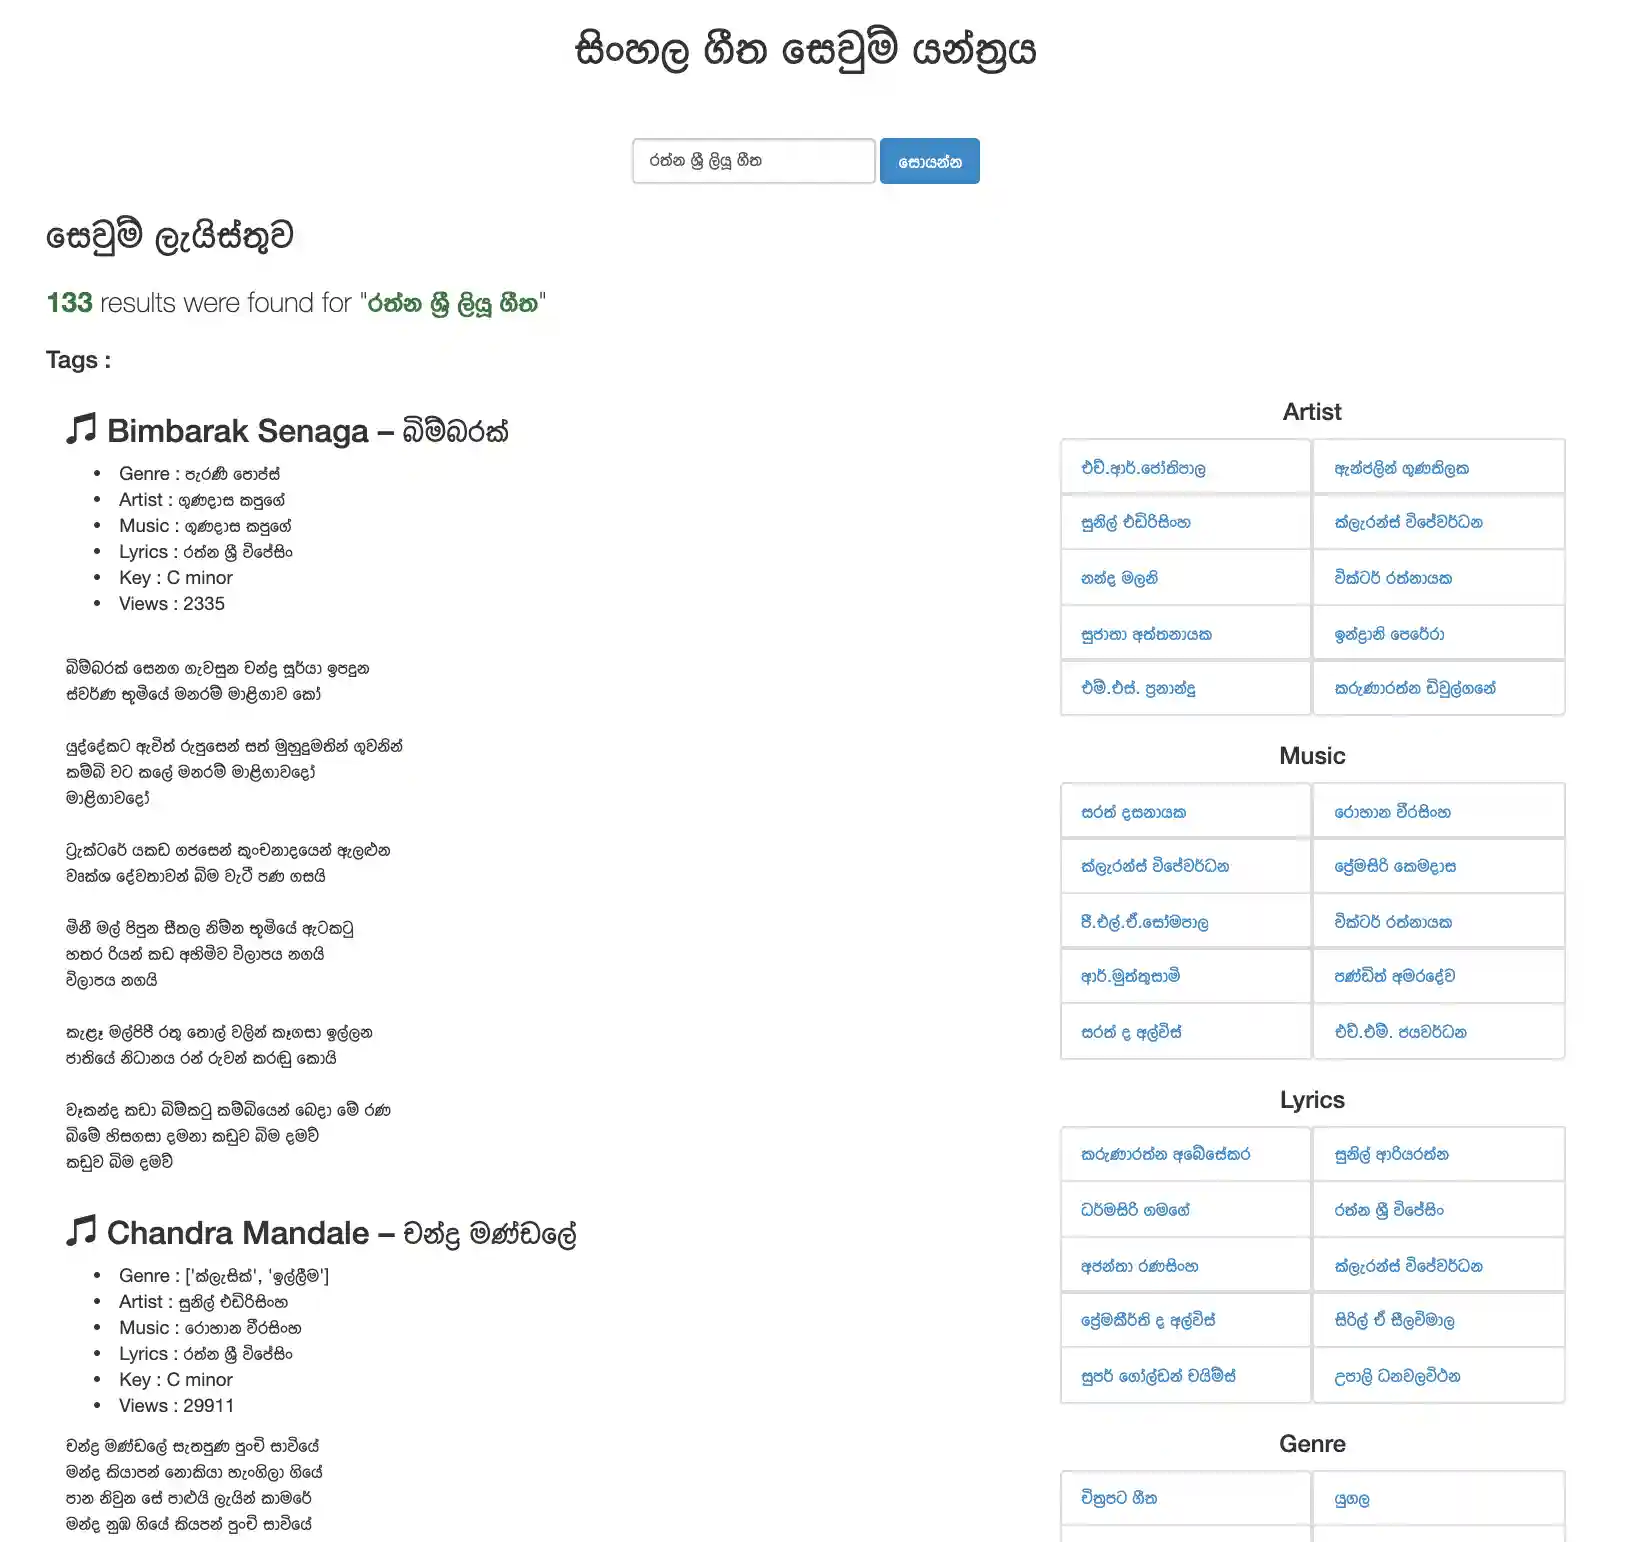 සිංහල ගීත සෙවුම් යන්ත්‍රය
රත්න ශ්‍රී ලියූ ගීත
සොයන්න
සෙවුම් ලැයිස්තුව
133 results were found for "රත්න ශ්‍රී ලියූ ගීත"
Tags :
Bimbarak Senaga – බිම්බරක්
• Genre : පැරණි පොප්ස්
• Artist : ගුණදාස කපුගේ
• Music : ගුණදාස කපුගේ
• Lyrics : රත්න ශ්‍රී විජේසිං
• Key : C minor
• Views : 2335
බිම්බරක් සෙනග ගැවසුන චන්ද්‍ර සූර්යා ඉපදුන
ස්වර්ණ භූමියේ මනරම් මාළිගාව කෝ
යුද්දේකට ඇවිත් රුපුසෙන් සත් මුහුදුමතින් ගුවනින්
කම්බි වට කලේ මනරම් මාළිගාවදෝ
මාළිගාවදෝ
ට්‍රැක්ටරේ යකඩ ගජසෙන් කුංචනාදයෙන් ඇලළුන
වෘක්ශ දේවතාවන් බිම වැටී පණ ගසයි
මිනී මල් පිපුන සීතල නිම්න භූමියේ ඇටකටු
හතර රියන් කඩ අහිමිව විලාපය නගයි
විලාපය නගයි
කැළෑ මල්පිපී රතු තොල් වලින් කෑගසා ඉල්ලන
ජාතියේ නිධානය රන් රුවන් කරඬු කොයි
වෑකන්ද කඩා බිම්කටු කම්බියෙන් බෙදා මේ රණ
බිමේ හිසගසා දමනා කඩුව බිම දමව්
කඩුව බිම දමව්
Chandra Mandale – චන්ද්‍ර මණ්ඩලේ
• Genre : ['ක්ලැසික්', 'ඉල්ලීම']
• Artist : සුනිල් එඩිරිසිංහ
• Music : රොහාන වීරසිංහ
• Lyrics : රත්න ශ්‍රී විජේසිං
• Key : C minor
• Views : 29911
චන්ද්‍ර මණ්ඩලේ සැතපුණ පුංචි සාවියේ
මන්ද කියාපන් නොකියා හැංගිලා ගියේ
පාන නිවුන සේ පාළුයි ලැයින් කාමරේ
මන්ද නුඹ ගියේ කියපන් පුංචි සාවියේ
Artist
එච්.ආර්.ජෝතිපාල ඇන්ජලින් ගුණතිලක
සුනිල් එඩිරිසිංහ ක්ලැරන්ස් විජේවර්ධන
නන්ද මලනි වික්ටර් රත්නායක
සුජාතා අත්තනායක ඉන්ද්‍රානි පෙරේරා
එම්.එස්. ප්‍රනාන්දු කරුණාරත්න ඩිවුල්ගනේ
Music
සරත් දසනායක රොහාන වීරසිංහ
ක්ලැරන්ස් විජේවර්ධන ප්‍රේමසිරි කෙමදාස
පී.එල්.ඒ.සෝමපාල වික්ටර් රත්නායක
ආර්.මුත්තුසාමි පණ්ඩිත් අමරදේව
සරත් ද අල්විස් එච්.එම්. ජයවර්ධන
Lyrics
කරුණාරත්න අබේසේකර සුනිල් ආරියරත්න
ධර්මසිරි ගමගේ රත්න ශ්‍රී විජේසිං
අජන්තා රණසිංහ ක්ලැරන්ස් විජේවර්ධන
ප්‍රේමකීර්ති ද අල්විස් සිරිල් ඒ සීලවිමාල
සුපර් ගෝල්ඩන් චයිම්ස් උපාලි ධනවලවිථන
Genre
චිත්‍රපට ගීත යුගල